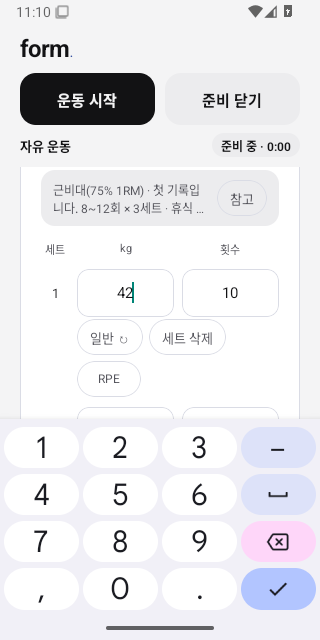 11:10
form.
운동 시작
준비 닫기
자유 운동
준비 중 · 0:00
근비대(75% 1RM) · 첫 기록입
니다. 8~12회 × 3세트 · 휴식 …
참고
세트 kg 횟수
1 42 10
일반 ↻
세트 삭제
RPE
1 2 3 –
4 5 6
7 8 9
, 0 .